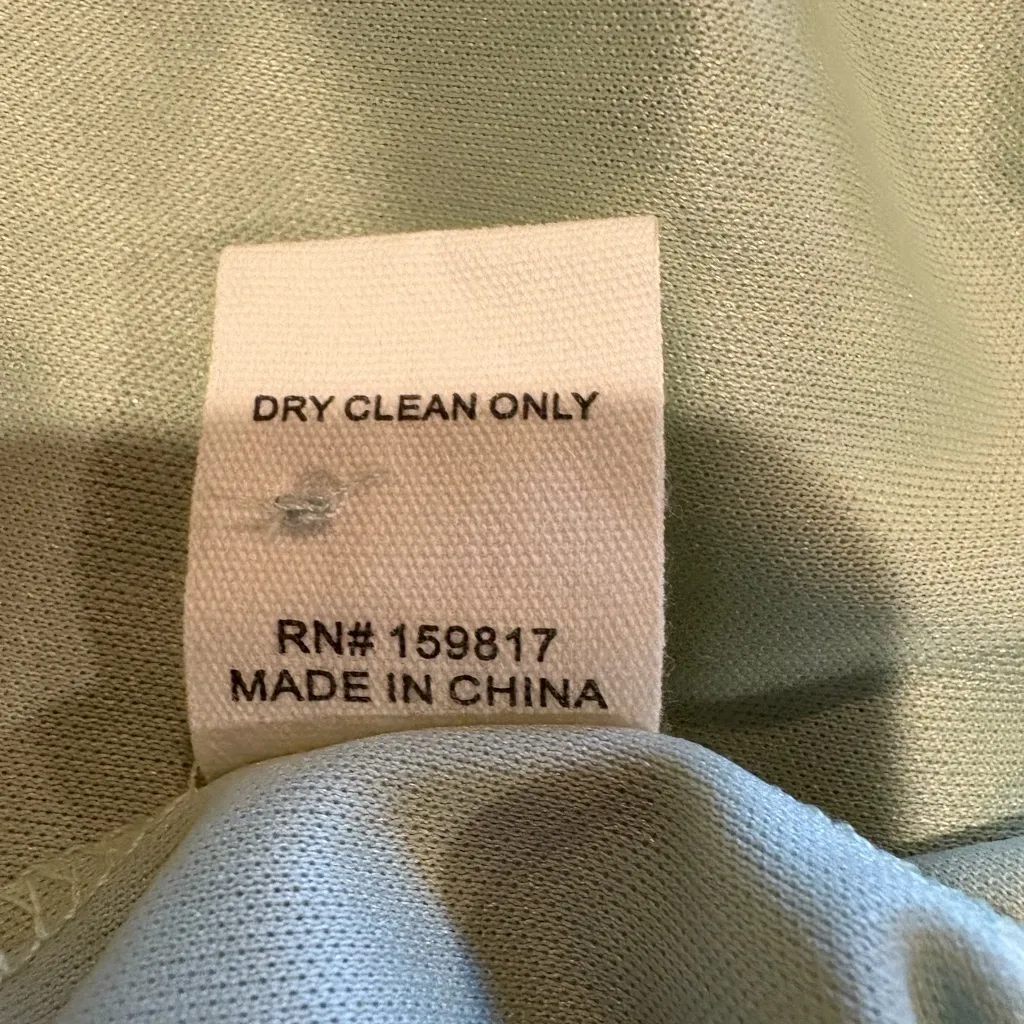 DRY CLEAN ONLY
RN# 159817
MADE IN CHINA